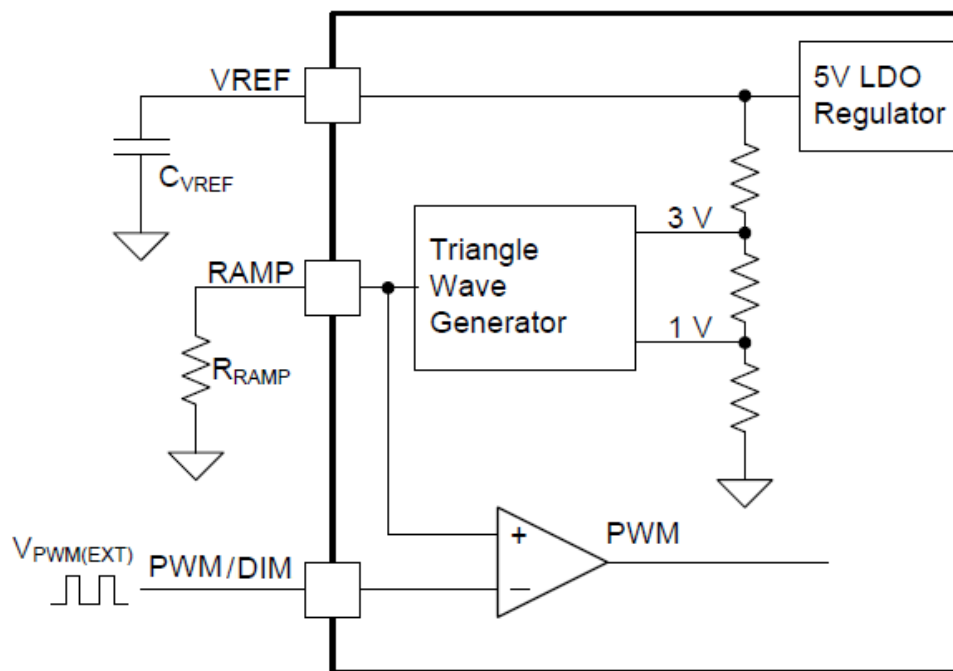 VREF
5V LDO
Regulator
CVREF
3 V
Triangle
Wave
Generator
RAMP
1 V
RRAMP
+
PWM
VPWM(EXT)
PWM/DIM
−